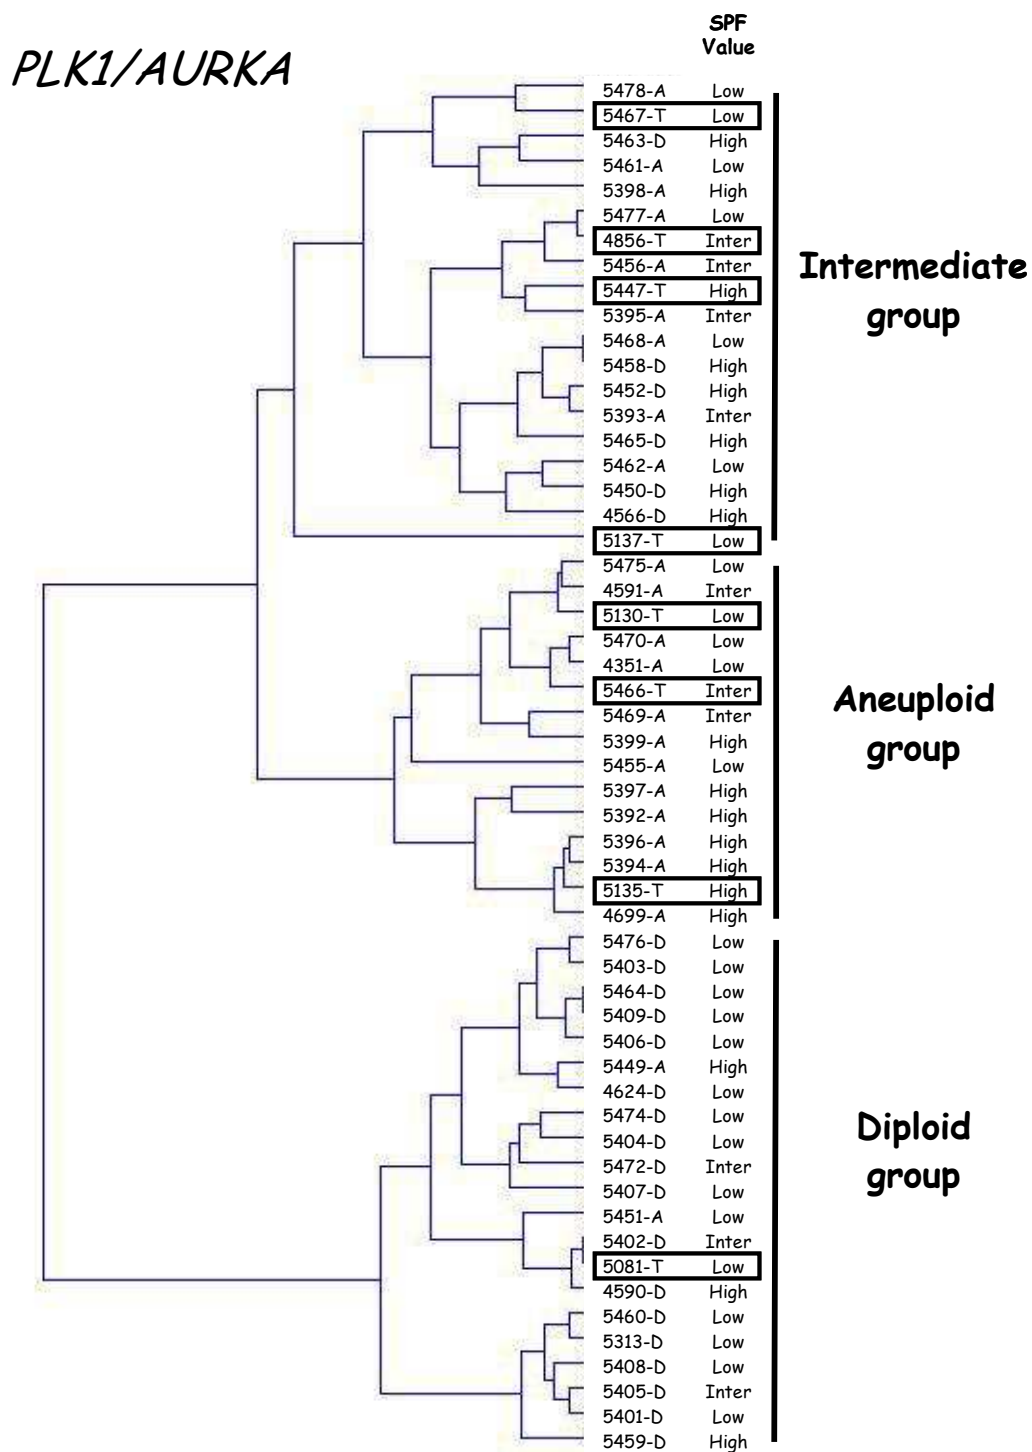 SPF
Value
PLK1/AURKA
5478-A Low
5467-T Low
5463-D High
5461-A Low
5398-A High
5477-A Low
4856-T Inter
5456-A Inter
5447-T High
5395-A Inter
5468-A Low
5458-D High
5452-D High
5393-A Inter
5465-D High
5462-A Low
5450-D High
4566-D High
5137-T Low
Intermediate
group
5475-A Low
4591-A Inter
5130-T Low
5470-A Low
4351-A Low
5466-T Inter
5469-A Inter
5399-A High
5455-A Low
5397-A High
5392-A High
5396-A High
5394-A High
5135-T High
4699-A High
Aneuploid
group
5476-D Low
5403-D Low
5464-D Low
5409-D Low
5406-D Low
5449-A High
4624-D Low
5474-D Low
5404-D Low
5472-D Inter
5407-D Low
5451-A Low
5402-D Inter
5081-T Low
4590-D High
5460-D Low
5313-D Low
5408-D Low
5405-D Inter
5401-D Low
5459-D High
Diploid
group